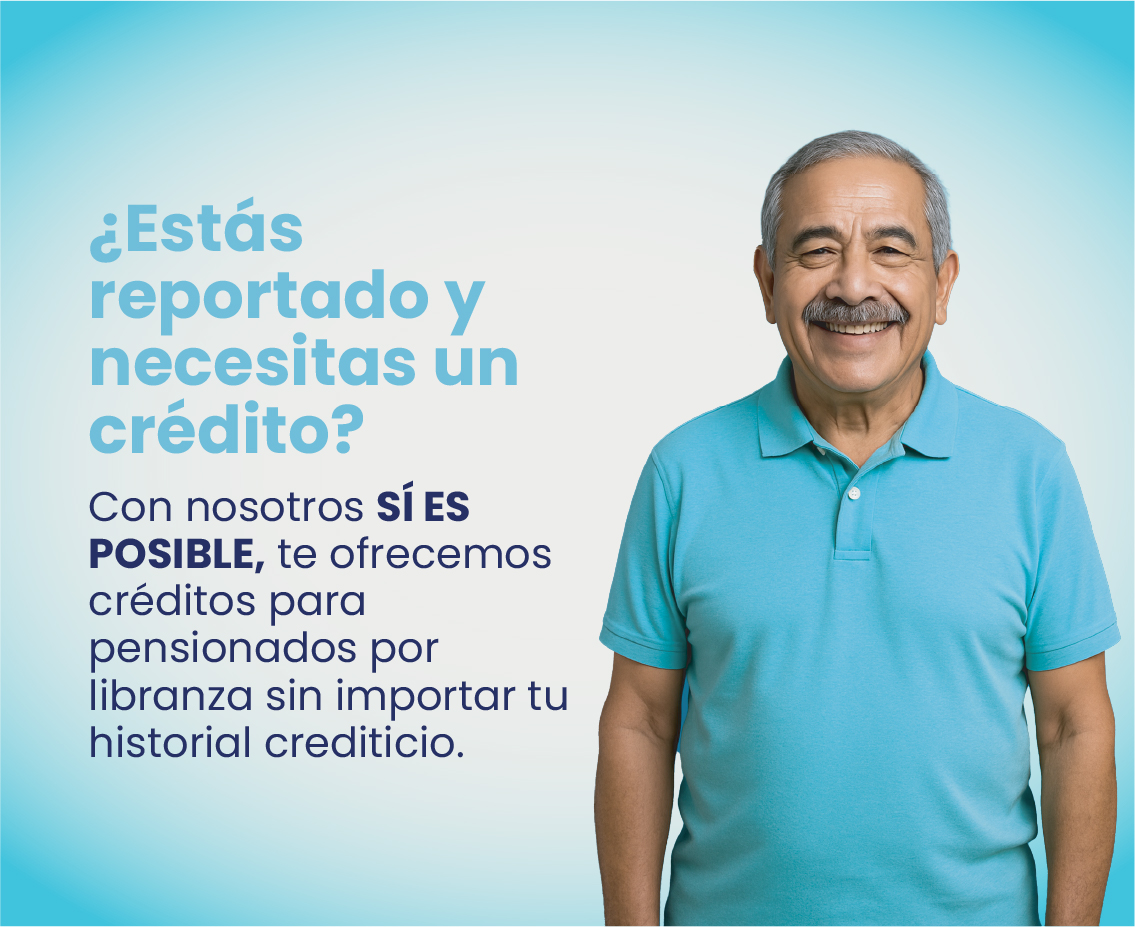 ¿Estás
reportado y
necesitas un
crédito?
Con nosotros SÍ ES
POSIBLE, te ofrecemos
créditos para
pensionados por
libranza sin importar tu
historial crediticio.